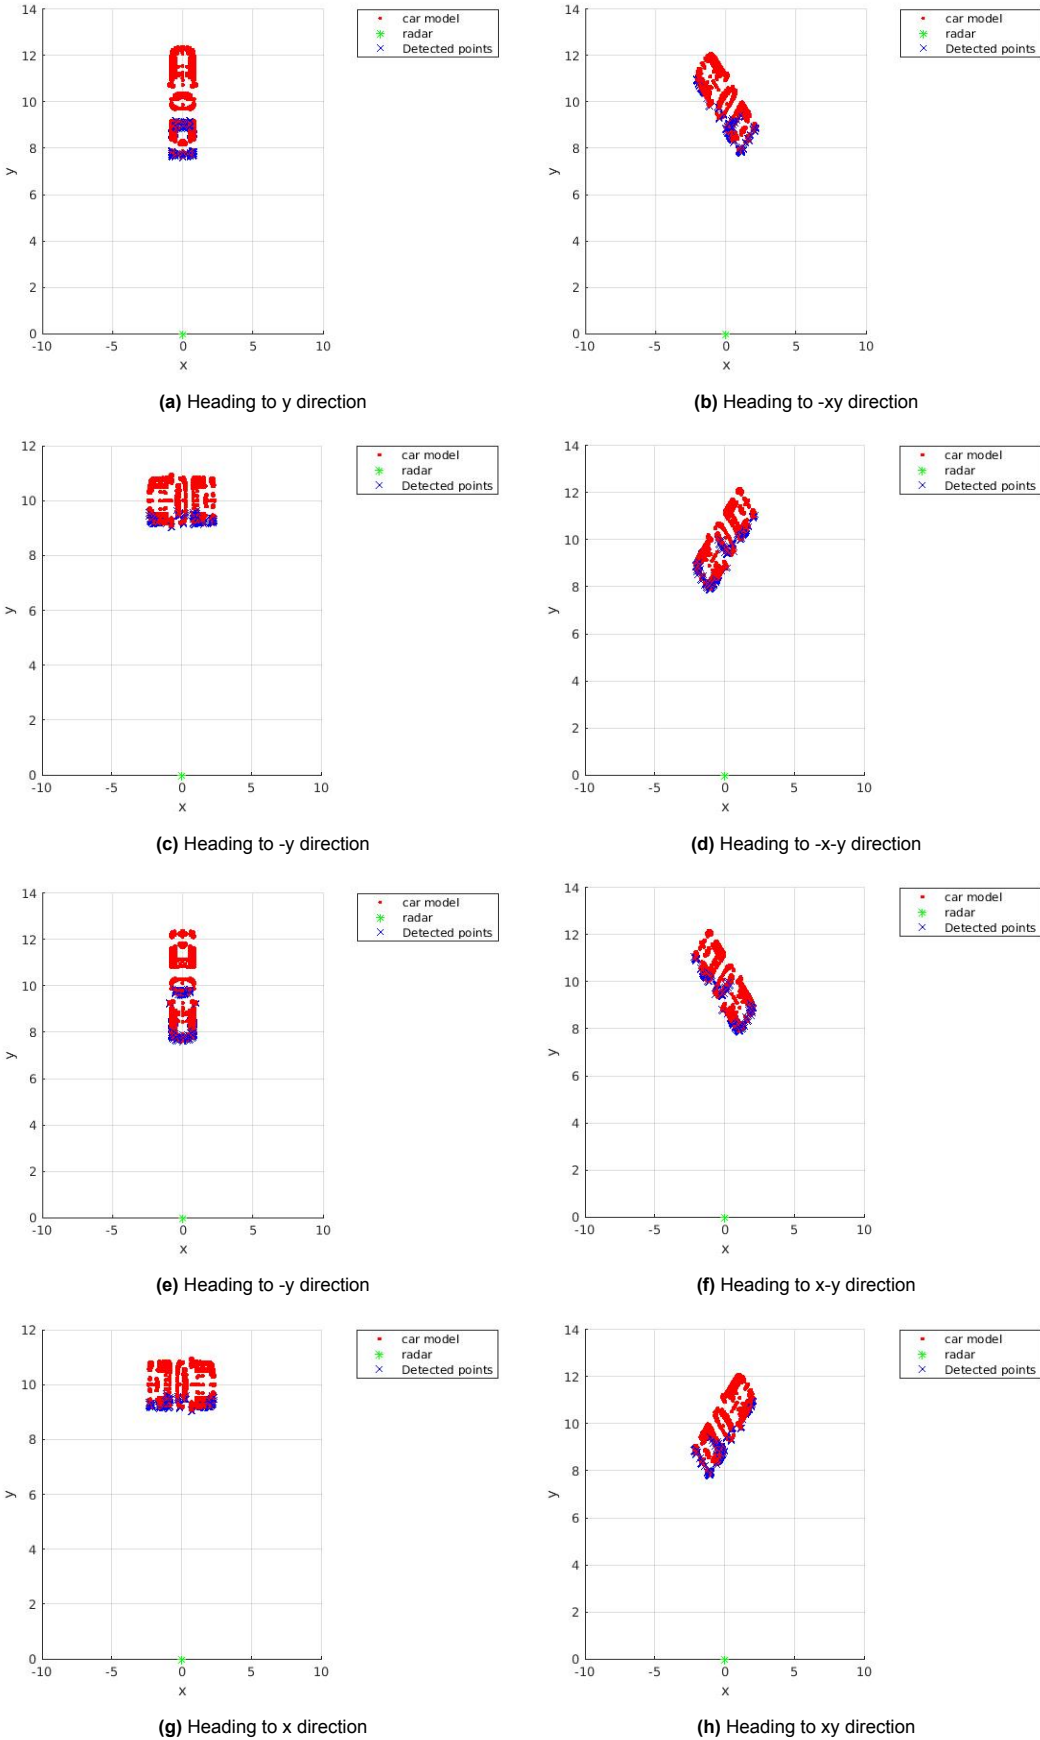 14
12
10
8
6
4
2
0
-10 -5 0 5 10
x
y
car model
radar
Detected points
(a) Heading to y direction
14
12
10
8
6
4
2
0
-10 -5 0 5 10
x
y
car model
radar
Detected points
(b) Heading to -xy direction
12
10
8
6
4
2
0
-10 -5 0 5 10
x
y
car model
radar
Detected points
(c) Heading to -y direction
14
12
10
8
6
4
2
0
-10 -5 0 5 10
x
y
car model
radar
Detected points
(d) Heading to -x-y direction
14
12
10
8
6
4
2
0
-10 -5 0 5 10
x
y
car model
radar
Detected points
(e) Heading to -y direction
14
12
10
8
6
4
2
0
-10 -5 0 5 10
x
y
car model
radar
Detected points
(f) Heading to x-y direction
12
10
8
6
4
2
0
-10 -5 0 5 10
x
y
car model
radar
Detected points
(g) Heading to x direction
14
12
10
8
6
4
2
0
-10 -5 0 5 10
x
y
car model
radar
Detected points
(h) Heading to xy direction